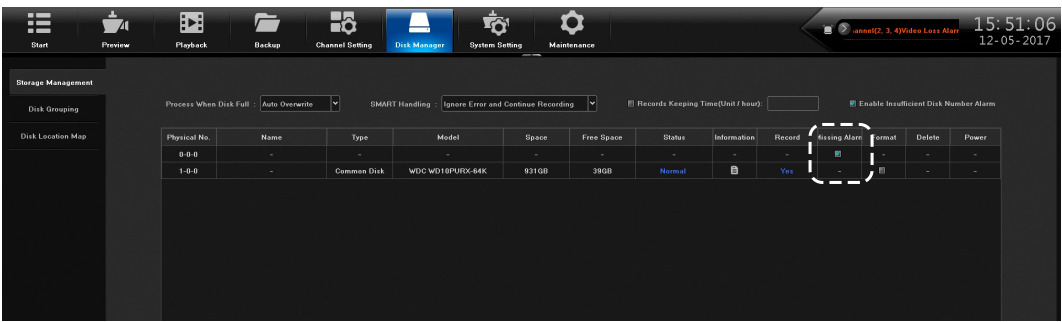 15:51:06
12-05-2017
annel(2, 3, 4)Video Loss Alarr
Start Preview Playback Backup Channel Setting Disk Manager System Setting Maintenance
Storage Management
Disk Grouping
Disk Location Map
Process When Disk Full : Auto Overwrite SMART Handling : Ignore Error and Continue Recording Records Keeping Time(Unit / hour): Enable Insufficient Disk Number Alarm
Physical No. Name Type Model Space Free Space Status Information Record Missing Alarm Format Delete Power
0-0-0 - - - - - - - - - - -
1-0-0 - Common Disk WDC WD10PURX-64K 931GB 39GB Normal Yes - - -